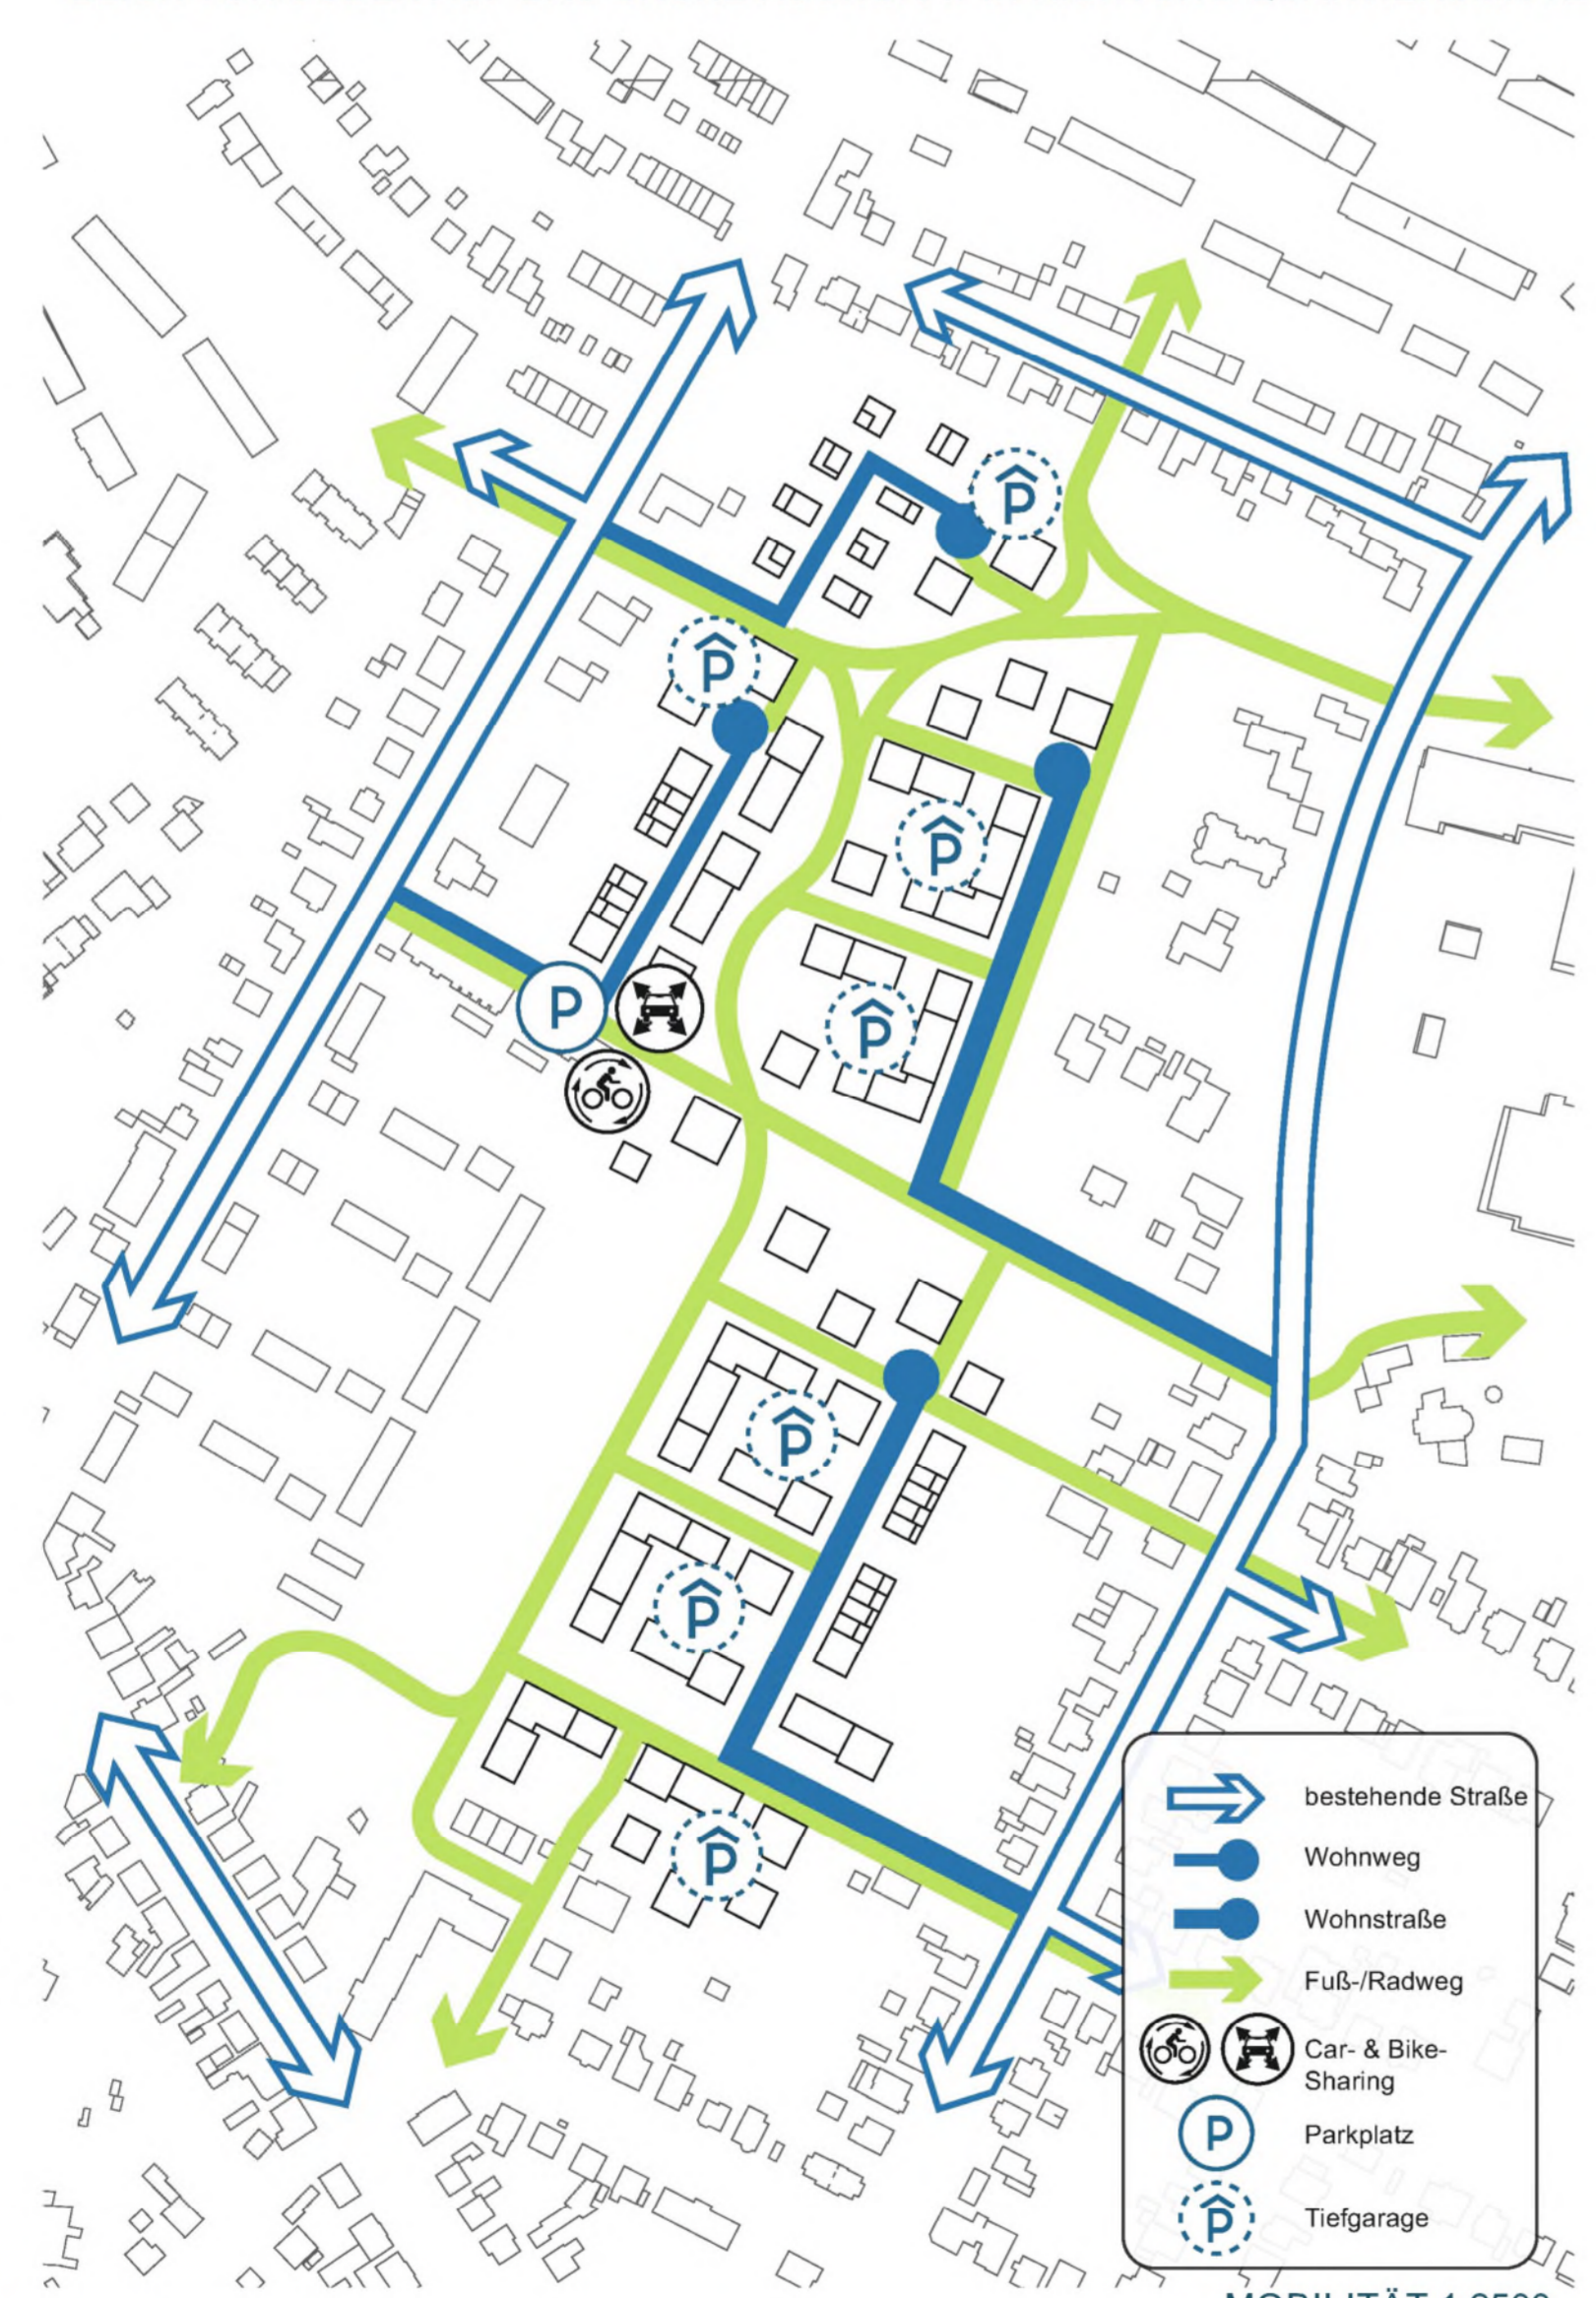 P
P
P
P
P
P
P
P
bestehende Straße
Wohnweg
Wohnstraße
Fuß-/Radweg
Car- & Bike-
Sharing
P
Parkplatz
P
Tiefgarage